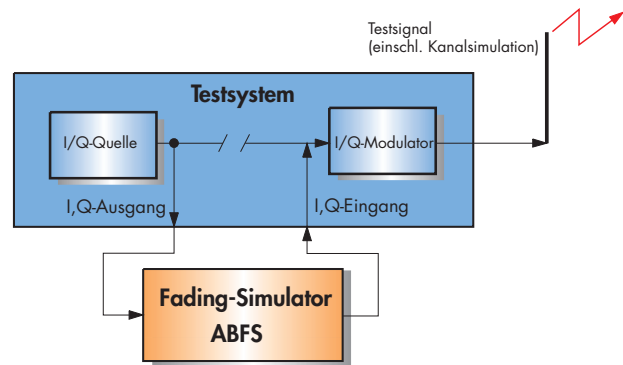 Testsignal
(einschl. Kanalsimulation)
Testsystem
I/Q-Quelle
I/Q-Modulator
I,Q-Ausgang
I,Q-Eingang
Fading-Simulator
ABFS